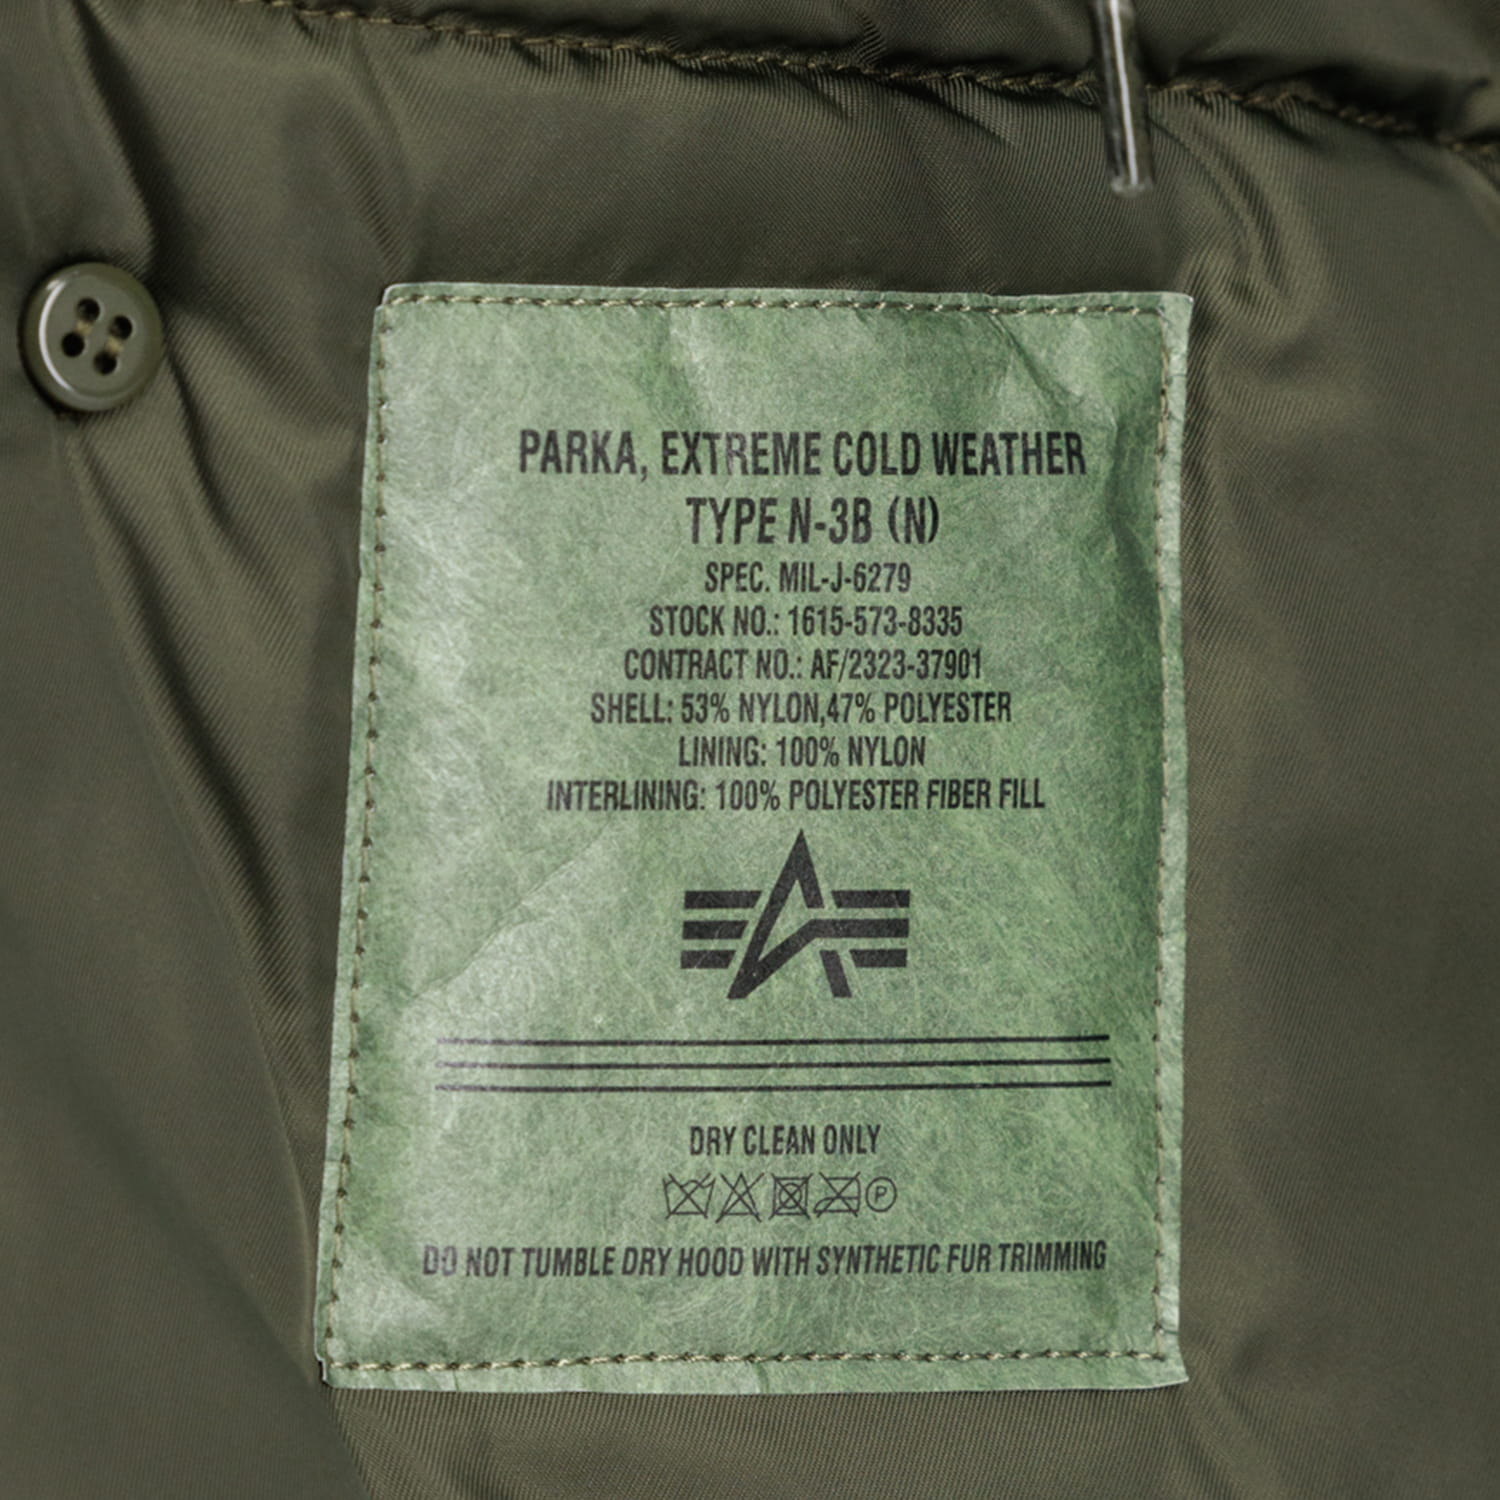 PARKA, EXTREME COLD WEATHER
TYPE N-3B (N)
SPEC. MIL-J-6279
STOCK NO.: 1615-573-8335
CONTRACT NO.: AF/2323-37901
SHELL: 53% NYLON,47% POLYESTER
LINING: 100% NYLON
INTERLINING: 100% POLYESTER FIBER FILL
DRY CLEAN ONLY
P
DO NOT TUMBLE DRY HOOD WITH SYNTHETIC FUR TRIMMING